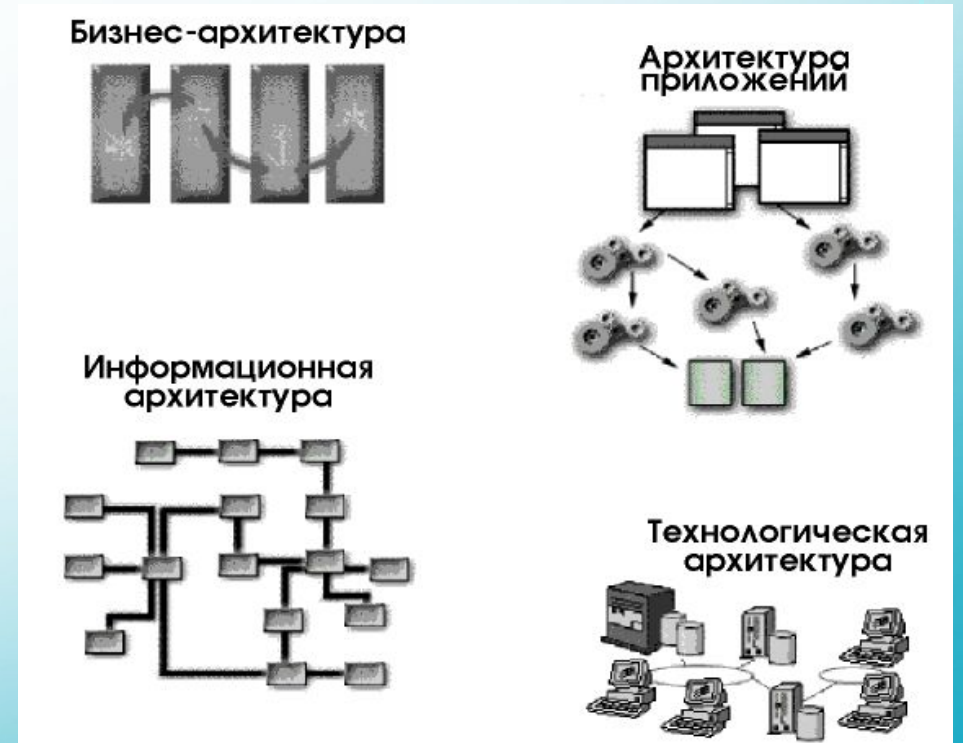 Бизнес-архитектура
Архитектура
приложений
Информационная
архитектура
Технологическая
архитектура